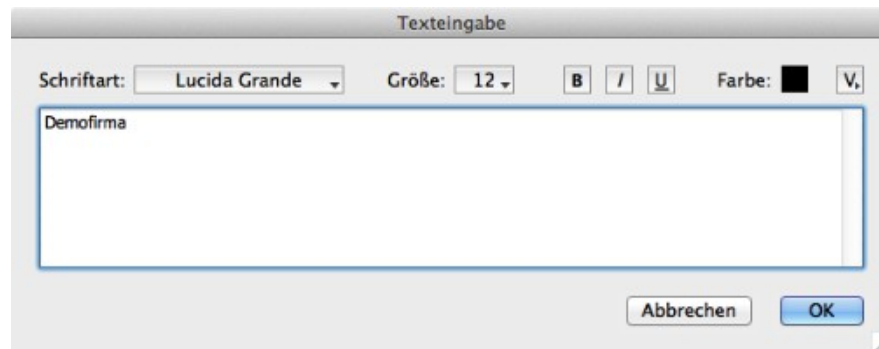 Texteingabe
Schriftart: Lucida Grande Größe: 12 B I U Farbe: V
Demofirma
Abbrechen OK